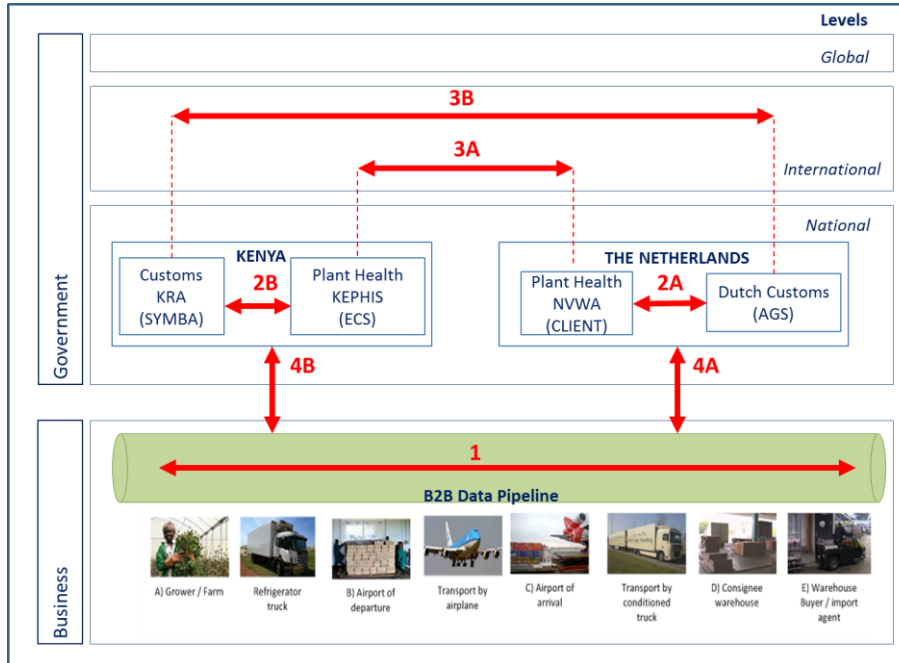 Levels
Global
3B
3A
International
National
KENYA
THE NETHERLANDS
Customs
KRA
(SYMBA)
2B
Plant Health
KEPHIS
(ECS)
Plant Health
NVWA
(CLIENT)
2A
Dutch Customs
(AGS)
Government
4B
4A
1
B2B Data Pipeline
Business
A) Grower / Farm
Refrigerator
truck
B) Airport of
departure
Transport by
airplane
C) Airport of
arrival
Transport by
conditioned
truck
D) Consignee
warehouse
E) Warehouse
Buyer / import
agent